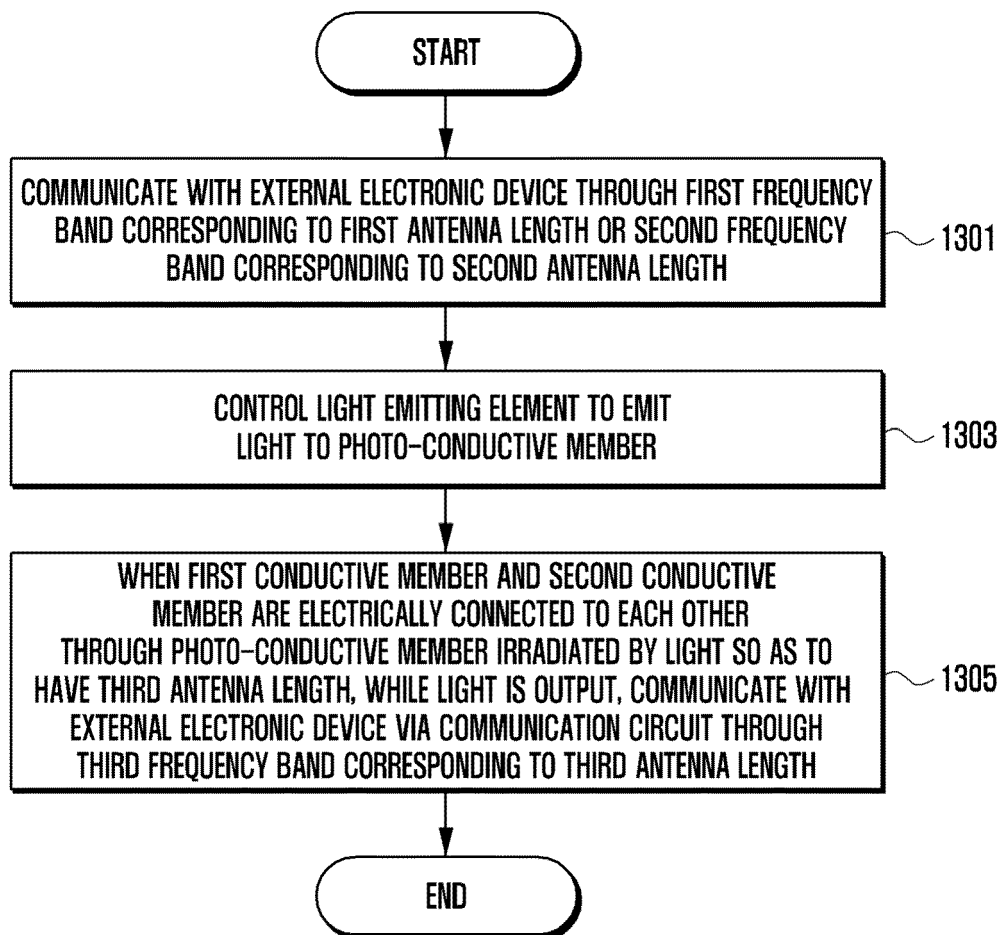 START
COMMUNICATE WITH EXTERNAL ELECTRONIC DEVICE THROUGH FIRST FREQUENCY
BAND CORRESPONDING TO FIRST ANTENNA LENGTH OR SECOND FREQUENCY
BAND CORRESPONDING TO SECOND ANTENNA LENGTH
1301
CONTROL LIGHT EMITTING ELEMENT TO EMIT
LIGHT TO PHOTO-CONDUCTIVE MEMBER
1303
WHEN FIRST CONDUCTIVE MEMBER AND SECOND CONDUCTIVE
MEMBER ARE ELECTRICALLY CONNECTED TO EACH OTHER
THROUGH PHOTO-CONDUCTIVE MEMBER IRRADIATED BY LIGHT SO AS TO
HAVE THIRD ANTENNA LENGTH, WHILE LIGHT IS OUTPUT, COMMUNICATE WITH
EXTERNAL ELECTRONIC DEVICE VIA COMMUNICATION CIRCUIT THROUGH
THIRD FREQUENCY BAND CORRESPONDING TO THIRD ANTENNA LENGTH
1305
END